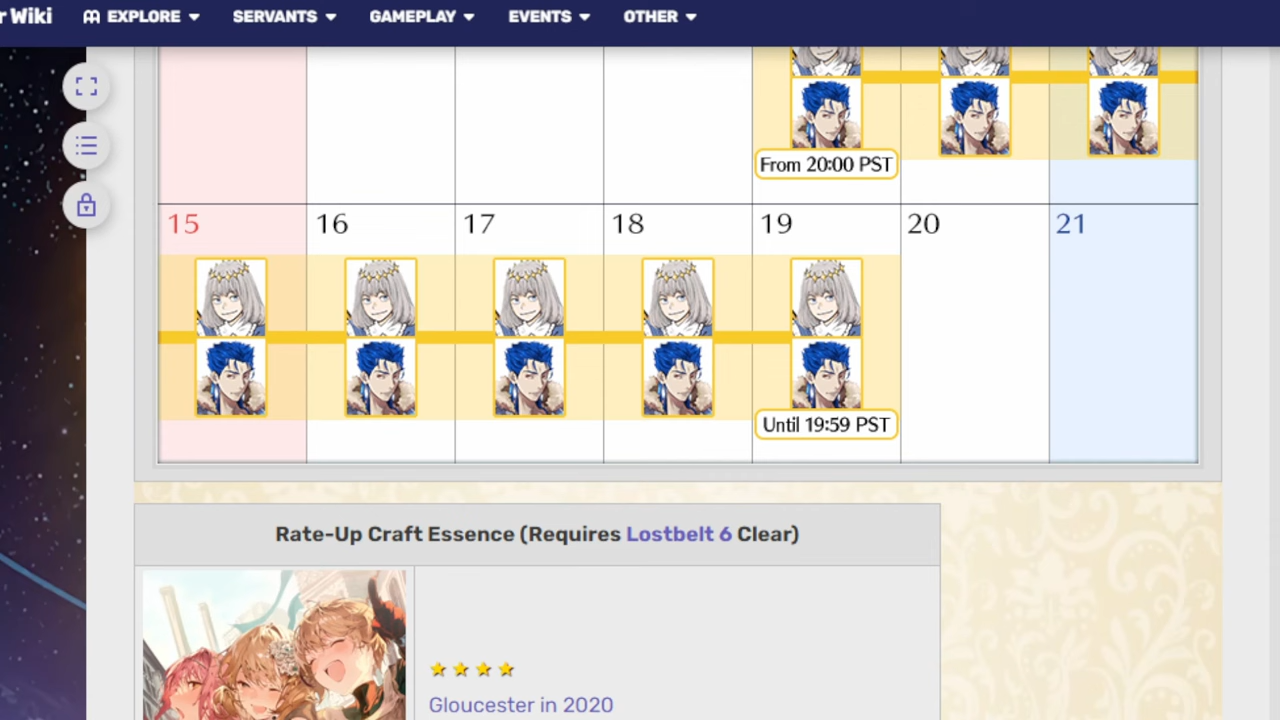 r Wiki EXPLORE SERVANTS GAMEPLAY EVENTS OTHER
From 20:00 PST
15 16 17 18 19 20 21
Until 19:59 PST
Rate-Up Craft Essence (Requires Lostbelt 6 Clear)
Gloucester in 2020